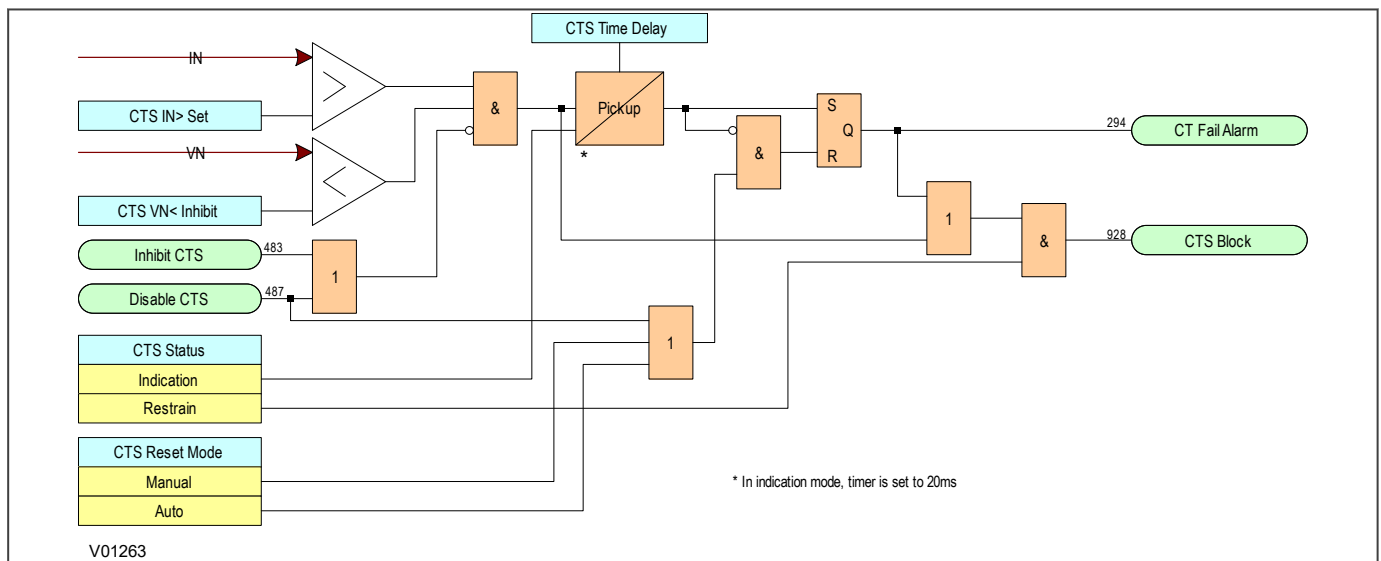 CTS Time Delay
IN
CTS IN> Set
&
Pickup
*
S
Q
R
294
CT Fail Alarm
VN
&
CTS VN< Inhibit
1
&
928
CTS Block
483
Inhibit CTS
1
487
Disable CTS
1
CTS Status
Indication
Restrain
CTS Reset Mode
Manual
Auto
* In indication mode, timer is set to 20ms
V01263